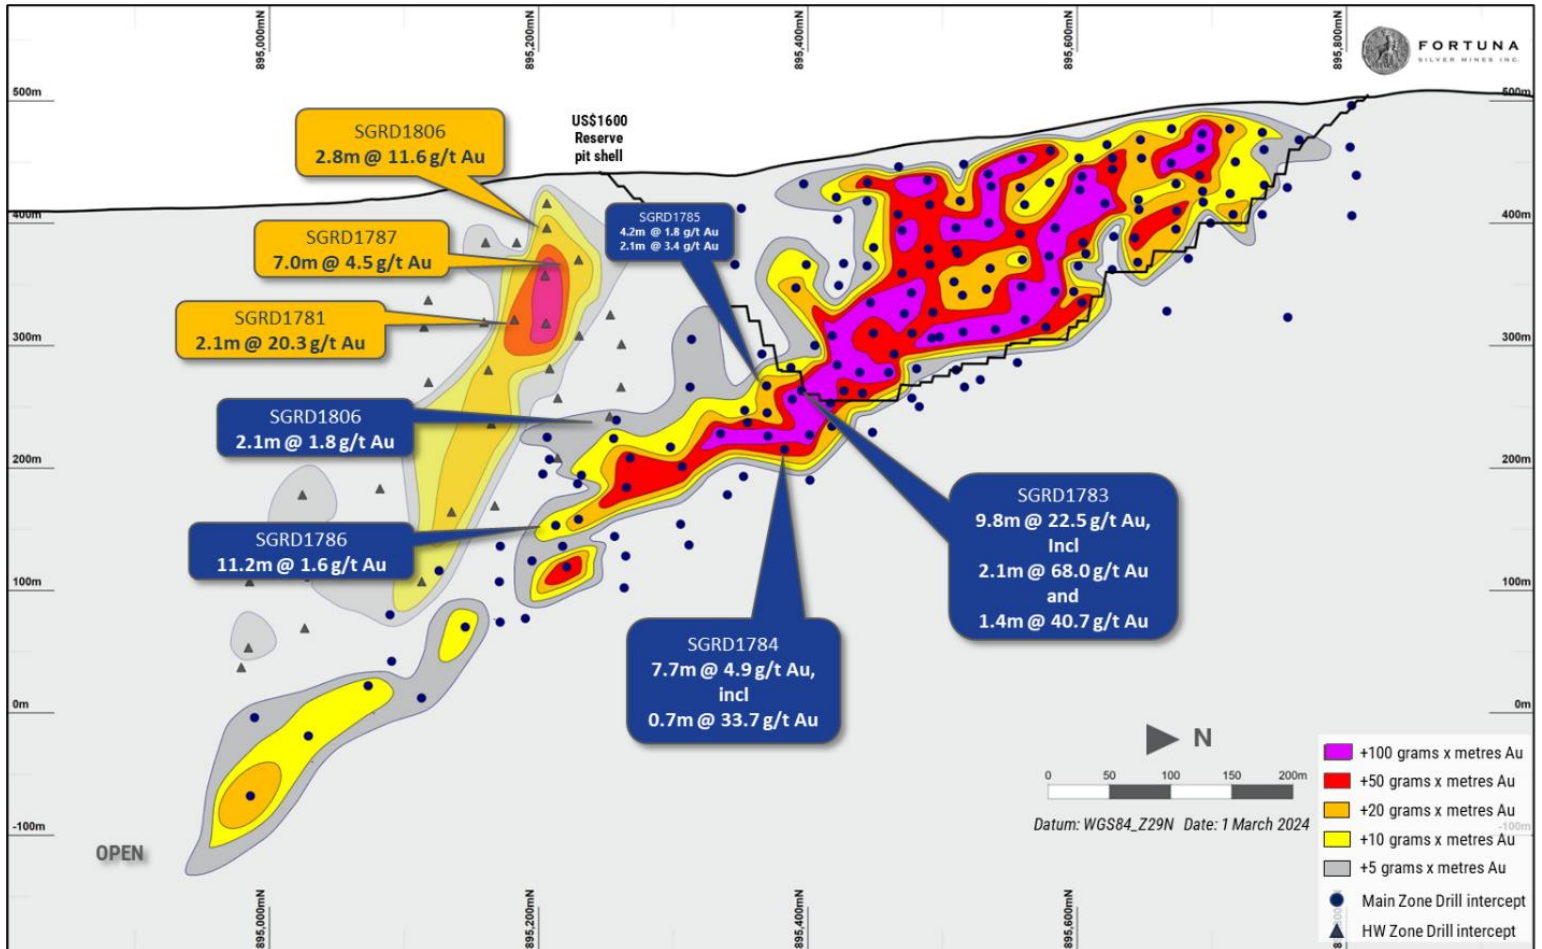 895,000mN
895,200mN
895,400mN
895,600mN
895,800mN
FORTUNA
SILVER MINES INC.
500m
500m
SGRD1806
2.8m @ 11.6 g/t Au
US$1600
Reserve
pit shell
400m
400m
SGRD1785
4.2m @ 1.8 g/t Au
2.1m @ 3.4 g/t Au
SGRD1787
7.0m @ 4.5 g/t Au
SGRD1781
2.1m @ 20.3 g/t Au
300m
300m
SGRD1806
2.1m @ 1.8 g/t Au
200m
200m
SGRD1783
9.8m @ 22.5 g/t Au,
Incl
2.1m @ 68.0 g/t Au
and
1.4m @ 40.7 g/t Au
SGRD1786
11.2m @ 1.6 g/t Au
100m
100m
SGRD1784
7.7m @ 4.9 g/t Au,
incl
0.7m @ 33.7 g/t Au
0m
0m
N
0 50 100 150 200m
Datum: WGS84_Z29N Date: 1 March 2024
+100 grams x metres Au
+50 grams x metres Au
+20 grams x metres Au
+10 grams x metres Au
+5 grams x metres Au
Main Zone Drill intercept
HW Zone Drill intercept
-100m
-100m
OPEN
895,000mN
895,200mN
895,400mN
895,600mN